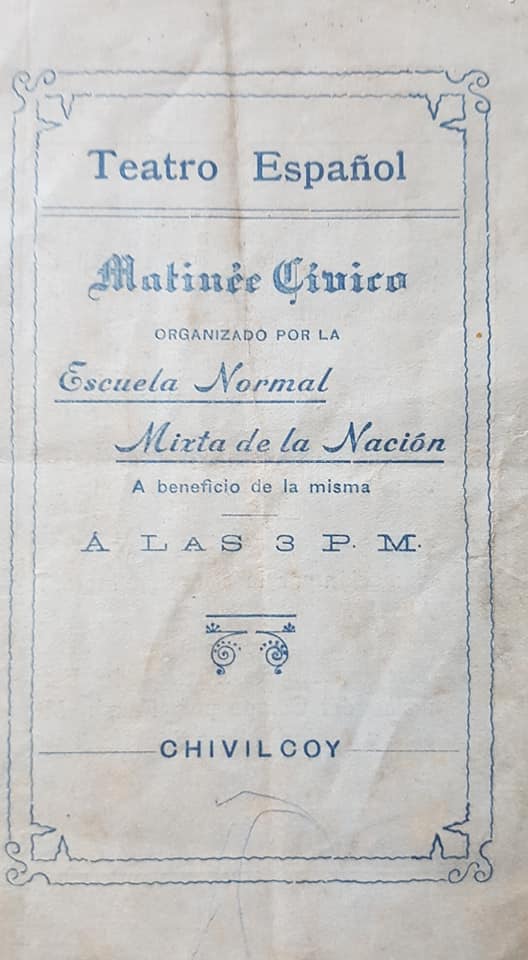 Teatro Español
Matinée Cívico
ORGANIZADO POR LA
Escuela Normal
Mixta de la Nación
A beneficio de la misma
Á LAS 3 P. M.
CHIVILCOY